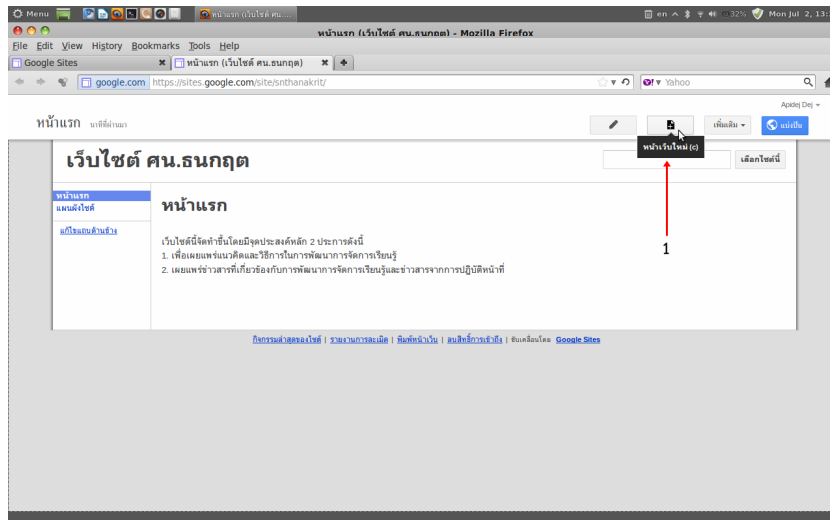 Menu หน้าแรก (เว็บไซต์ ศน.... en 32% Mon Jul 2, 13:
หน้าแรก (เว็บไซต์ ศน.ธนกฤต) - Mozilla Firefox
File Edit View History Bookmarks Tools Help
Google Sites หน้าแรก (เว็บไซต์ ศน.ธนกฤต)
google.com https://sites.google.com/site/snthanakrit/ Yahoo
Apidej Dej
หน้าแรก นาทีที่ผ่านมา เพิ่มเติม แบ่งปัน
หน้าเว็บใหม่ (c)
เว็บไซต์ ศน.ธนกฤต เลือกไซต์นี้
หน้าแรก
แผนผังไซต์
แก้ไขแถบด้านข้าง
หน้าแรก
เว็บไซต์นี้จัดทำขึ้นโดยมีจุดประสงค์หลัก 2 ประการดังนี้
1. เพื่อเผยแพร่แนวคิดและวิธีการในการพัฒนาการจัดการเรียนรู้
2. เผยแพร่ข่าวสารที่เกี่ยวข้องกับการพัฒนาการจัดการเรียนรู้และข่าวสารจากการปฏิบัติหน้าที่
1
กิจกรรมล่าสุดของไซต์ | รายงานการละเมิด | พิมพ์หน้าเว็บ | ลบสิทธิ์การเข้าถึง | ขับเคลื่อนโดย Google Sites